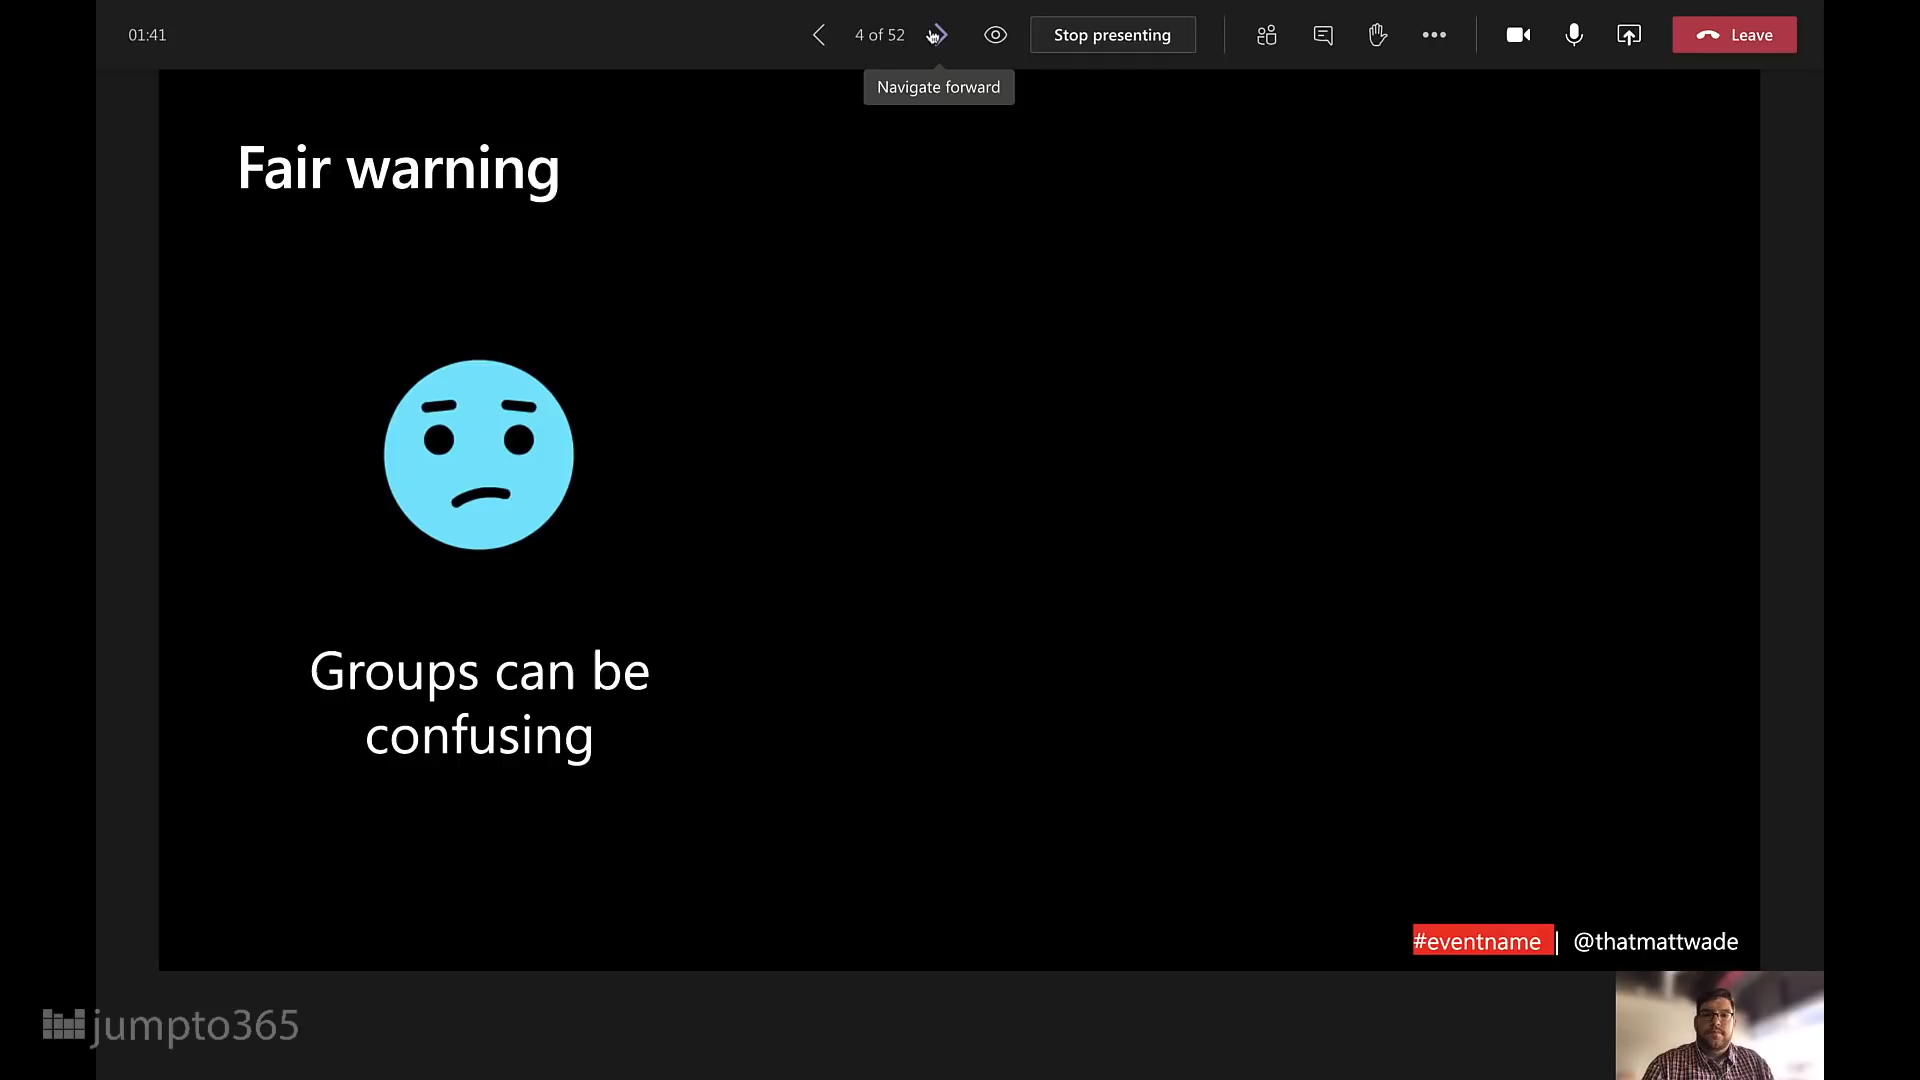 01:41
4 of 52
Stop presenting
Leave
Navigate forward
Fair warning
Groups can be
confusing
#eventname | @thatmattwade
jumpto365